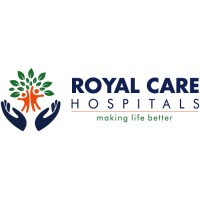 ROYAL CARE
HOSPITALS
making life better